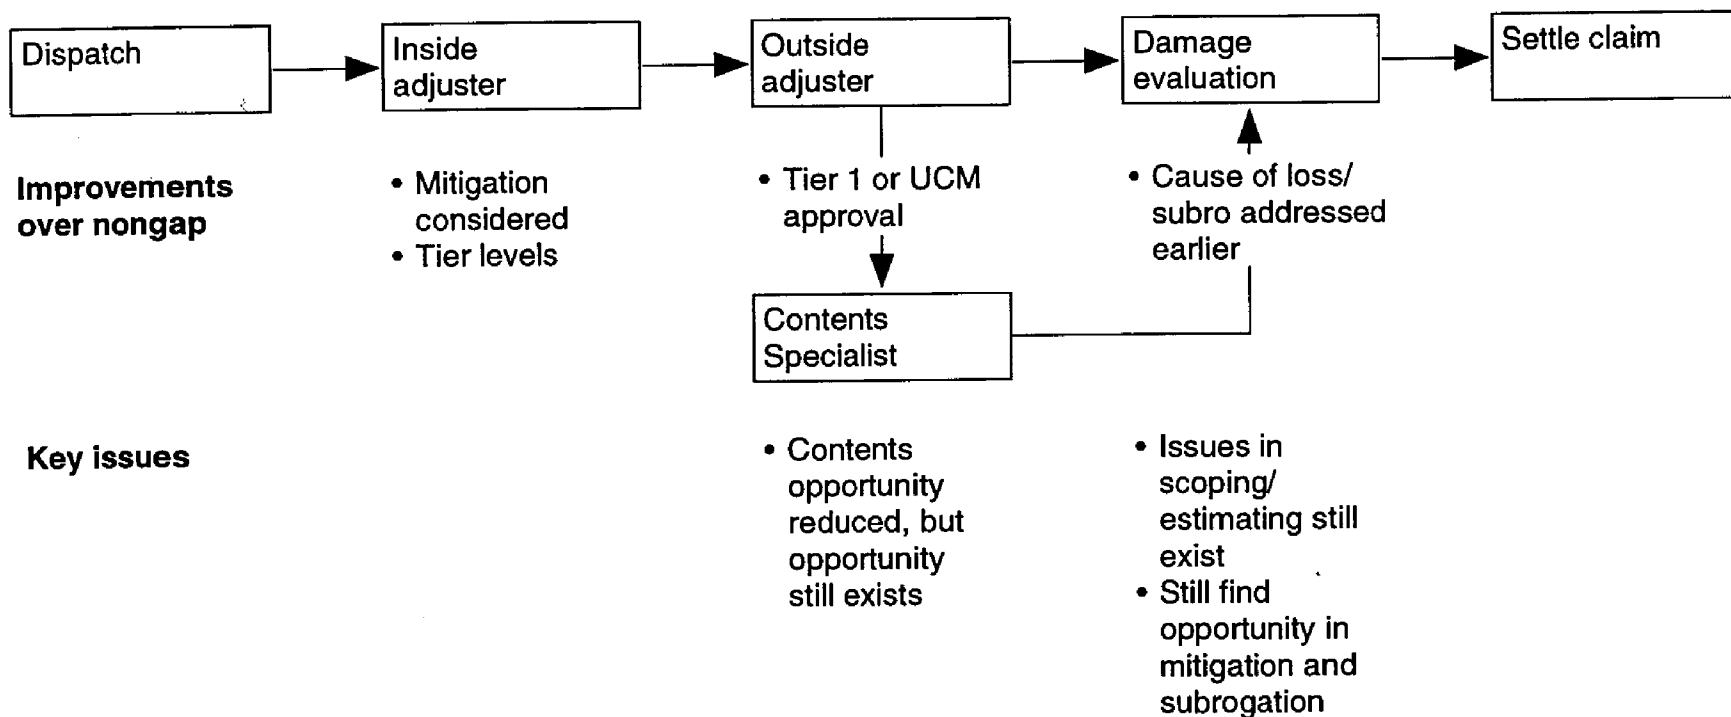 Dispatch
Inside
adjuster
Outside
adjuster
Damage
evaluation
Settle claim
Improvements
over nongap
• Mitigation
considered
• Tier levels
• Tier 1 or UCM
approval
• Cause of loss/
subro addressed
earlier
Contents
Specialist
Key issues
• Contents
opportunity
reduced, but
opportunity
still exists
• Issues in
scoping/
estimating still
exist
• Still find
opportunity in
mitigation and
subrogation